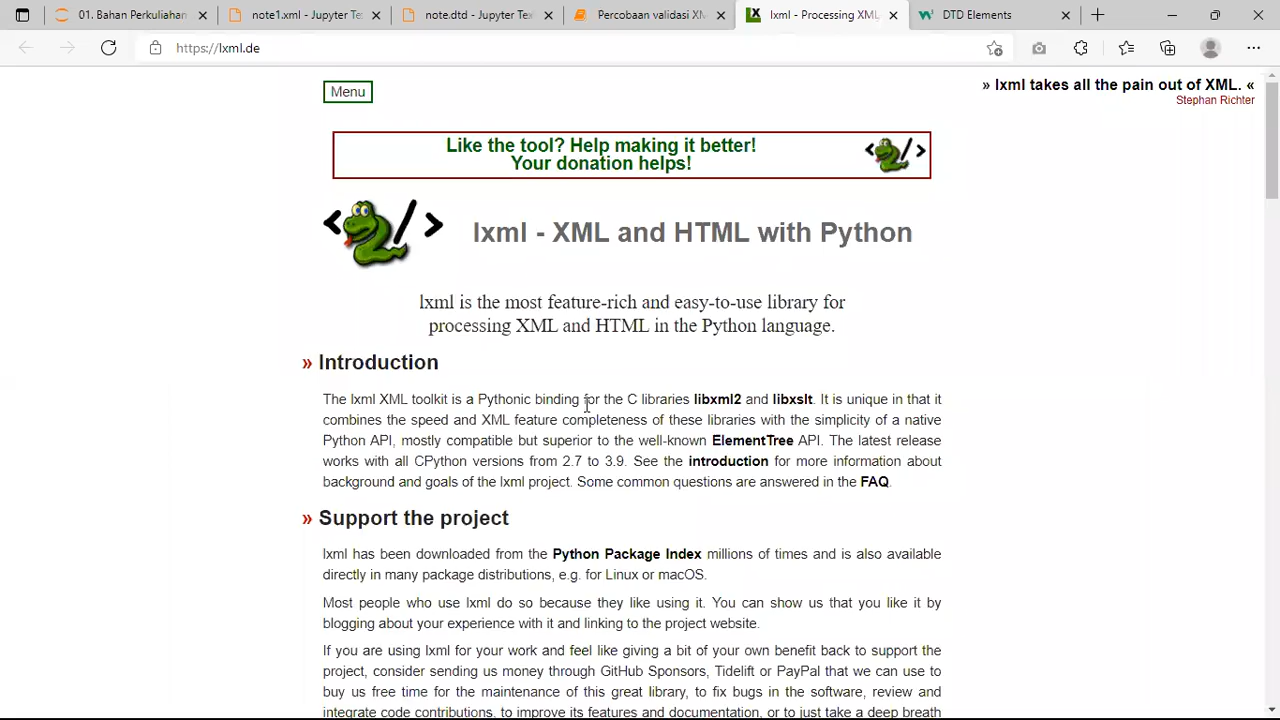 01. Bahan Perkuliahan
note1.xml - Jupyter Te
note.dtd - Jupyter Tex
Percobaan validasi XM
lxml - Processing XML
DTD Elements
https://lxml.de
Menu
» lxml takes all the pain out of XML. «
Stephan Richter
Like the tool? Help making it better!
Your donation helps!
lxml - XML and HTML with Python
lxml is the most feature-rich and easy-to-use library for
processing XML and HTML in the Python language.
» Introduction
The lxml XML toolkit is a Pythonic binding for the C libraries libxml2 and libxslt. It is unique in that it
combines the speed and XML feature completeness of these libraries with the simplicity of a native
Python API, mostly compatible but superior to the well-known ElementTree API. The latest release
works with all CPython versions from 2.7 to 3.9. See the introduction for more information about
background and goals of the lxml project. Some common questions are answered in the FAQ.
» Support the project
lxml has been downloaded from the Python Package Index millions of times and is also available
directly in many package distributions, e.g. for Linux or macOS.
Most people who use lxml do so because they like using it. You can show us that you like it by
blogging about your experience with it and linking to the project website.
If you are using lxml for your work and feel like giving a bit of your own benefit back to support the
project, consider sending us money through GitHub Sponsors, Tidelift or PayPal that we can use to
buy us free time for the maintenance of this great library, to fix bugs in the software, review and
integrate code contributions, to improve its features and documentation, or to just take a deep breath